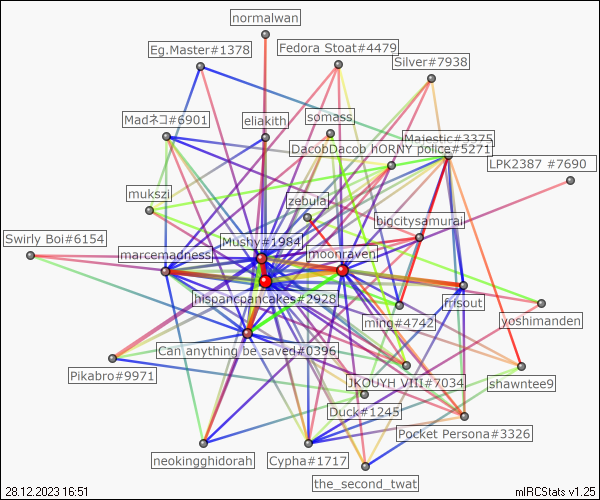 normalwan
Eg.Master#1378
Fedora Stoat#4479
Silver#7938
Madネコ#6901
eliakith
somass
Majestic#3375
DacobDacob hORNY police#5271
LPK2387 #7690
mukszi
zebulai
bigcitysamurai
Swirly Boi#6154
Mushy#1984
marcemadness
moonraven
hispancpancakes#2928
frisout
ming#4742
yoshimanden
Can anything be saved#0396
Pikabro#9971
JKOUYH VIII#7034
shawntee9
Duck#1245
Pocket Persona#3326
neokingghidorah
Cypha#1717
the_second_twat
28.12.2023 16:51
mIRCStats v1.25